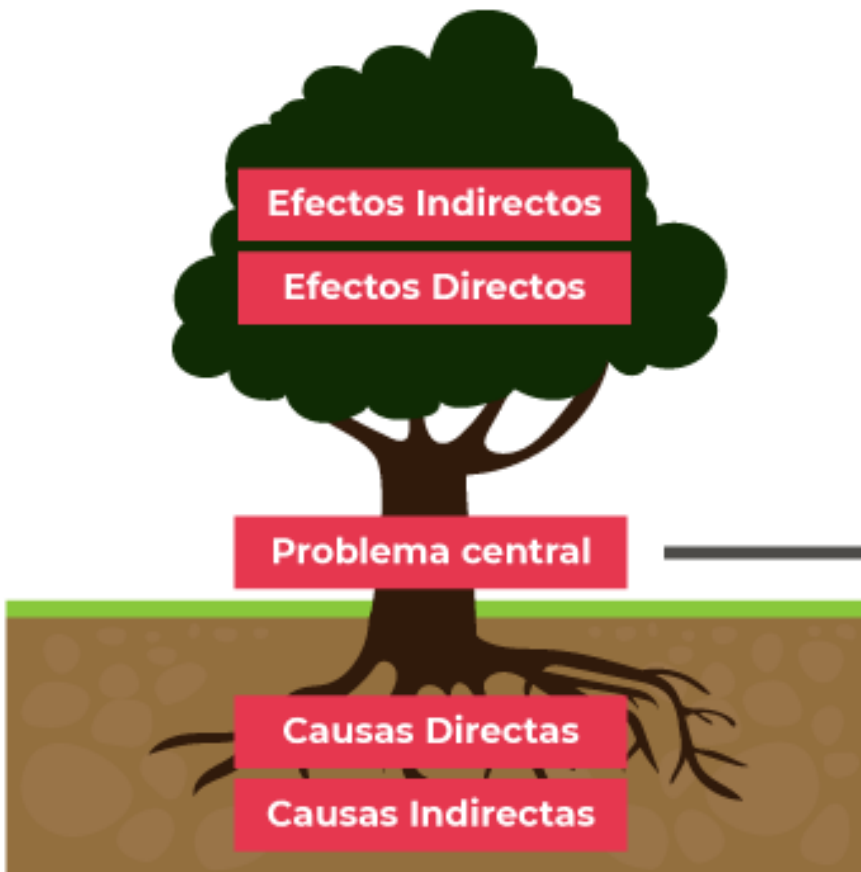 Efectos Indirectos
Efectos Directos
Problema central
Causas Directas
Causas Indirectas